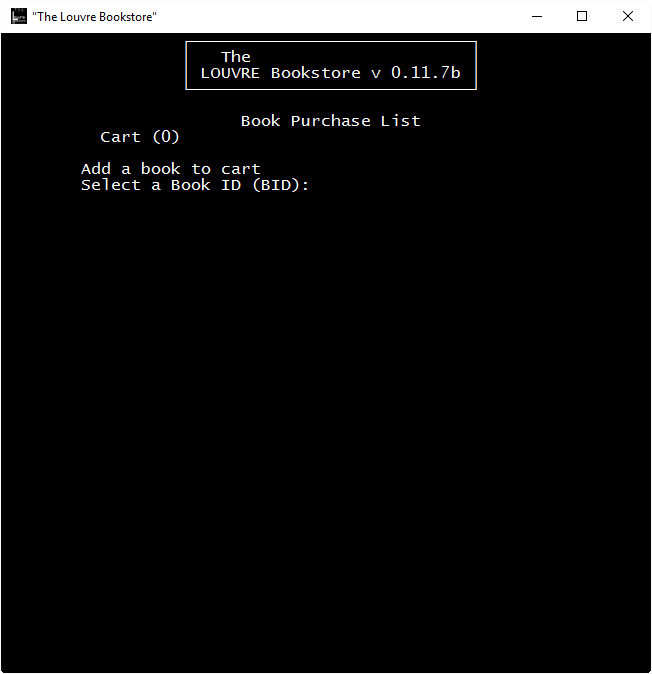 "The Louvre Bookstore"
The
LOUVRE Bookstore v 0.11.7b
Book Purchase List
Cart (0)
Add a book to cart
Select a Book ID (BID):